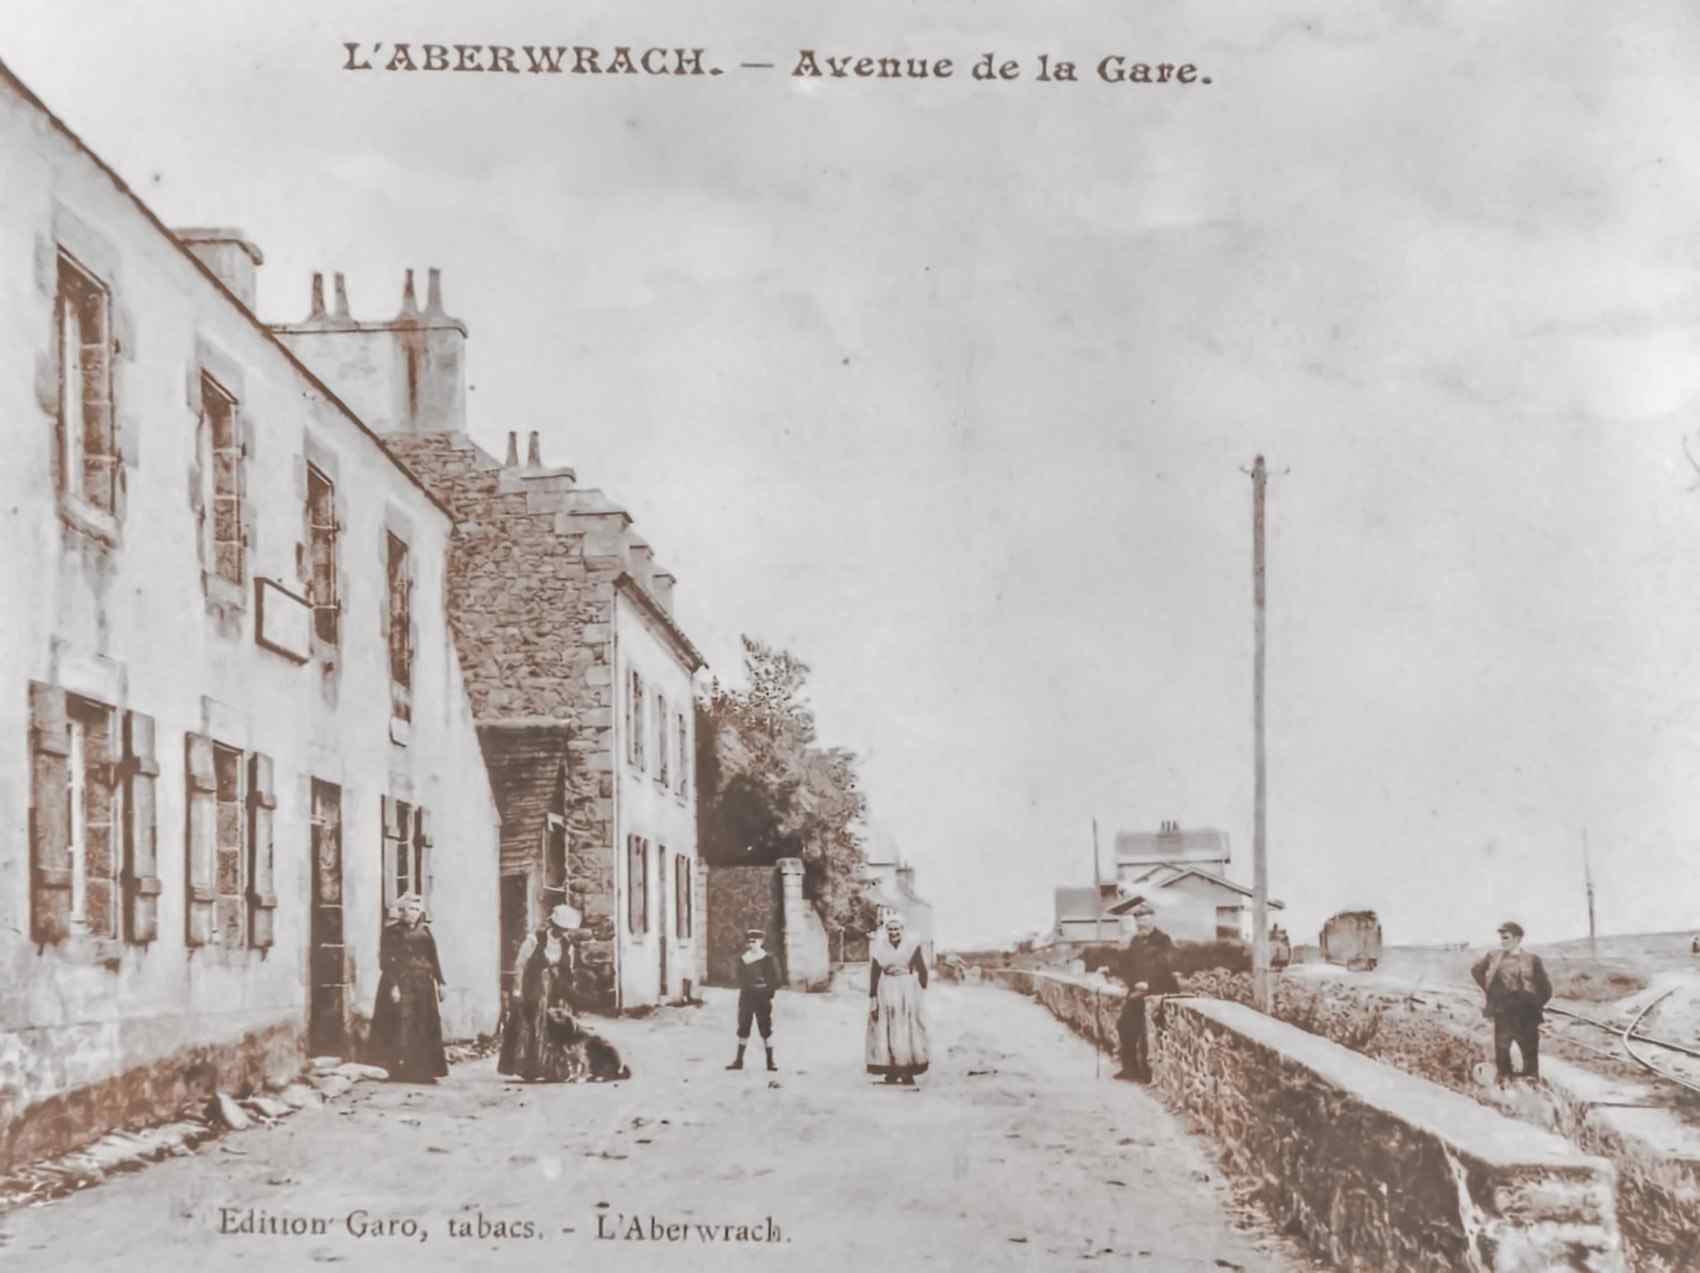 L'ABERWRACH. — Avenue de la Gare.
Edition Garo, tabacs. - L'Aberwrach.